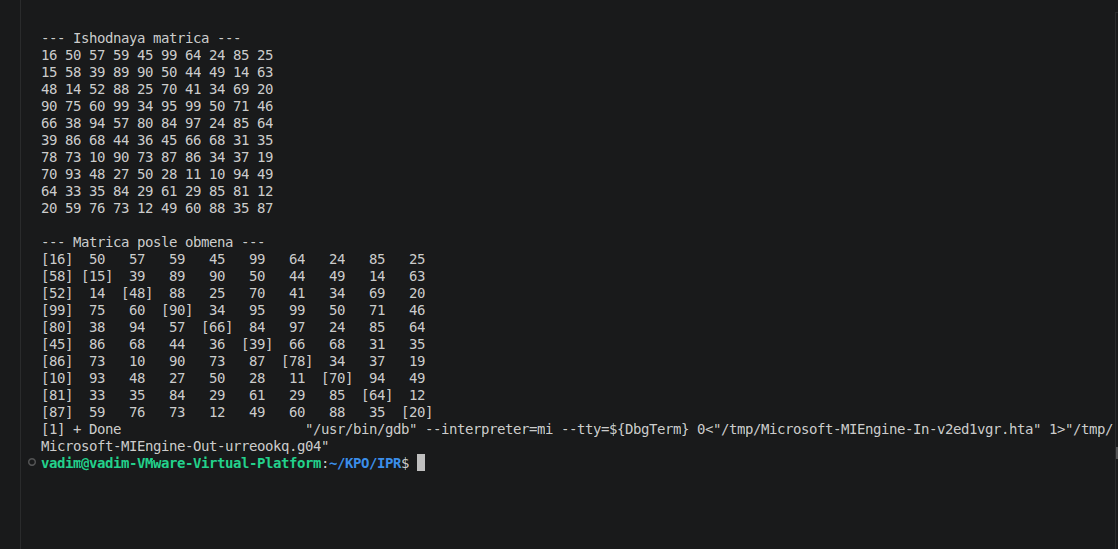 --- Ishodnaya matrica ---
16 50 57 59 45 99 64 24 85 25
15 58 39 89 90 50 44 49 14 63
48 14 52 88 25 70 41 34 69 20
90 75 60 99 34 95 99 50 71 46
66 38 94 57 80 84 97 24 85 64
39 86 68 44 36 45 66 68 31 35
78 73 10 90 73 87 86 34 37 19
70 93 48 27 50 28 11 10 94 49
64 33 35 84 29 61 29 85 81 12
20 59 76 73 12 49 60 88 35 87
--- Matrica posle obmena ---
[16]  50   57   59   45   99   64   24   85   25
[58] [15]  39   89   90   50   44   49   14   63
[52]  14  [48]  88   25   70   41   34   69   20
[99]  75   60  [90]  34   95   99   50   71   46
[80]  38   94   57  [66]  84   97   24   85   64
[45]  86   68   44   36  [39]  66   68   31   35
[86]  73   10   90   73   87  [78]  34   37   19
[10]  93   48   27   50   28   11  [70]  94   49
[81]  33   35   84   29   61   29   85  [64]  12
[87]  59   76   73   12   49   60   88   35  [20]
[1] + Done                       "/usr/bin/gdb" --interpreter=mi --tty=${DbgTerm} 0<"/tmp/Microsoft-MIEngine-In-v2ed1vgr.hta" 1>"/tmp/
Microsoft-MIEngine-Out-urreookq.g04"
vadim@vadim-VMware-Virtual-Platform:~/KPO/IPR$